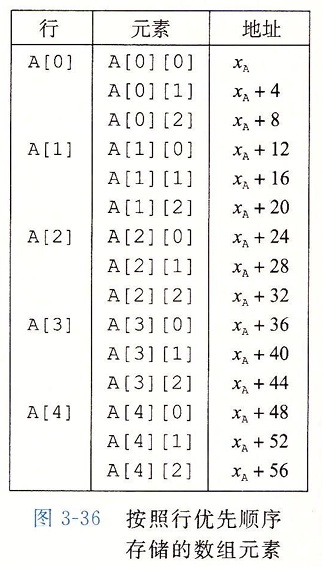 行 元素 地址
A[0] A[0][0] xA
A[0][1] xA + 4
A[0][2] xA + 8
A[1] A[1][0] xA + 12
A[1][1] xA + 16
A[1][2] xA + 20
A[2] A[2][0] xA + 24
A[2][1] xA + 28
A[2][2] xA + 32
A[3] A[3][0] xA + 36
A[3][1] xA + 40
A[3][2] xA + 44
A[4] A[4][0] xA + 48
A[4][1] xA + 52
A[4][2] xA + 56
图 3-36 按照行优先顺序
存储的数组元素